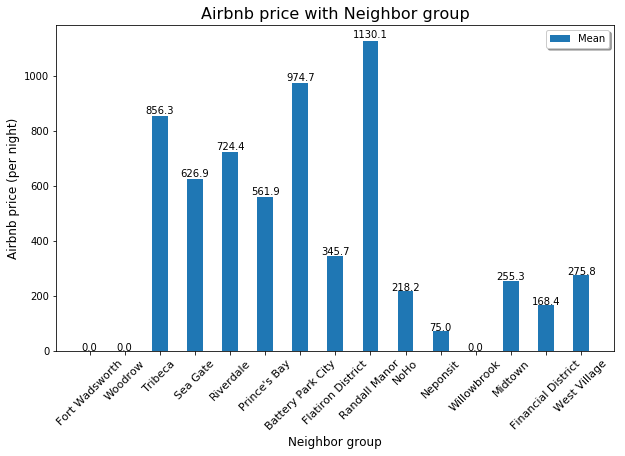 Airbnb price with Neighbor group
Mean
Airbnb price (per night)
1000
800
600
400
200
0
0.0
0.0
856.3
626.9
724.4
561.9
974.7
345.7
1130.1
218.2
75.0
0.0
255.3
168.4
275.8
Fort Wadsworth
Woodrow
Tribeca
Sea Gate
Riverdale
Prince's Bay
Battery Park City
Flatiron District
Randall Manor
NoHo
Neponsit
Willowbrook
Midtown
Financial District
West Village
Neighbor group